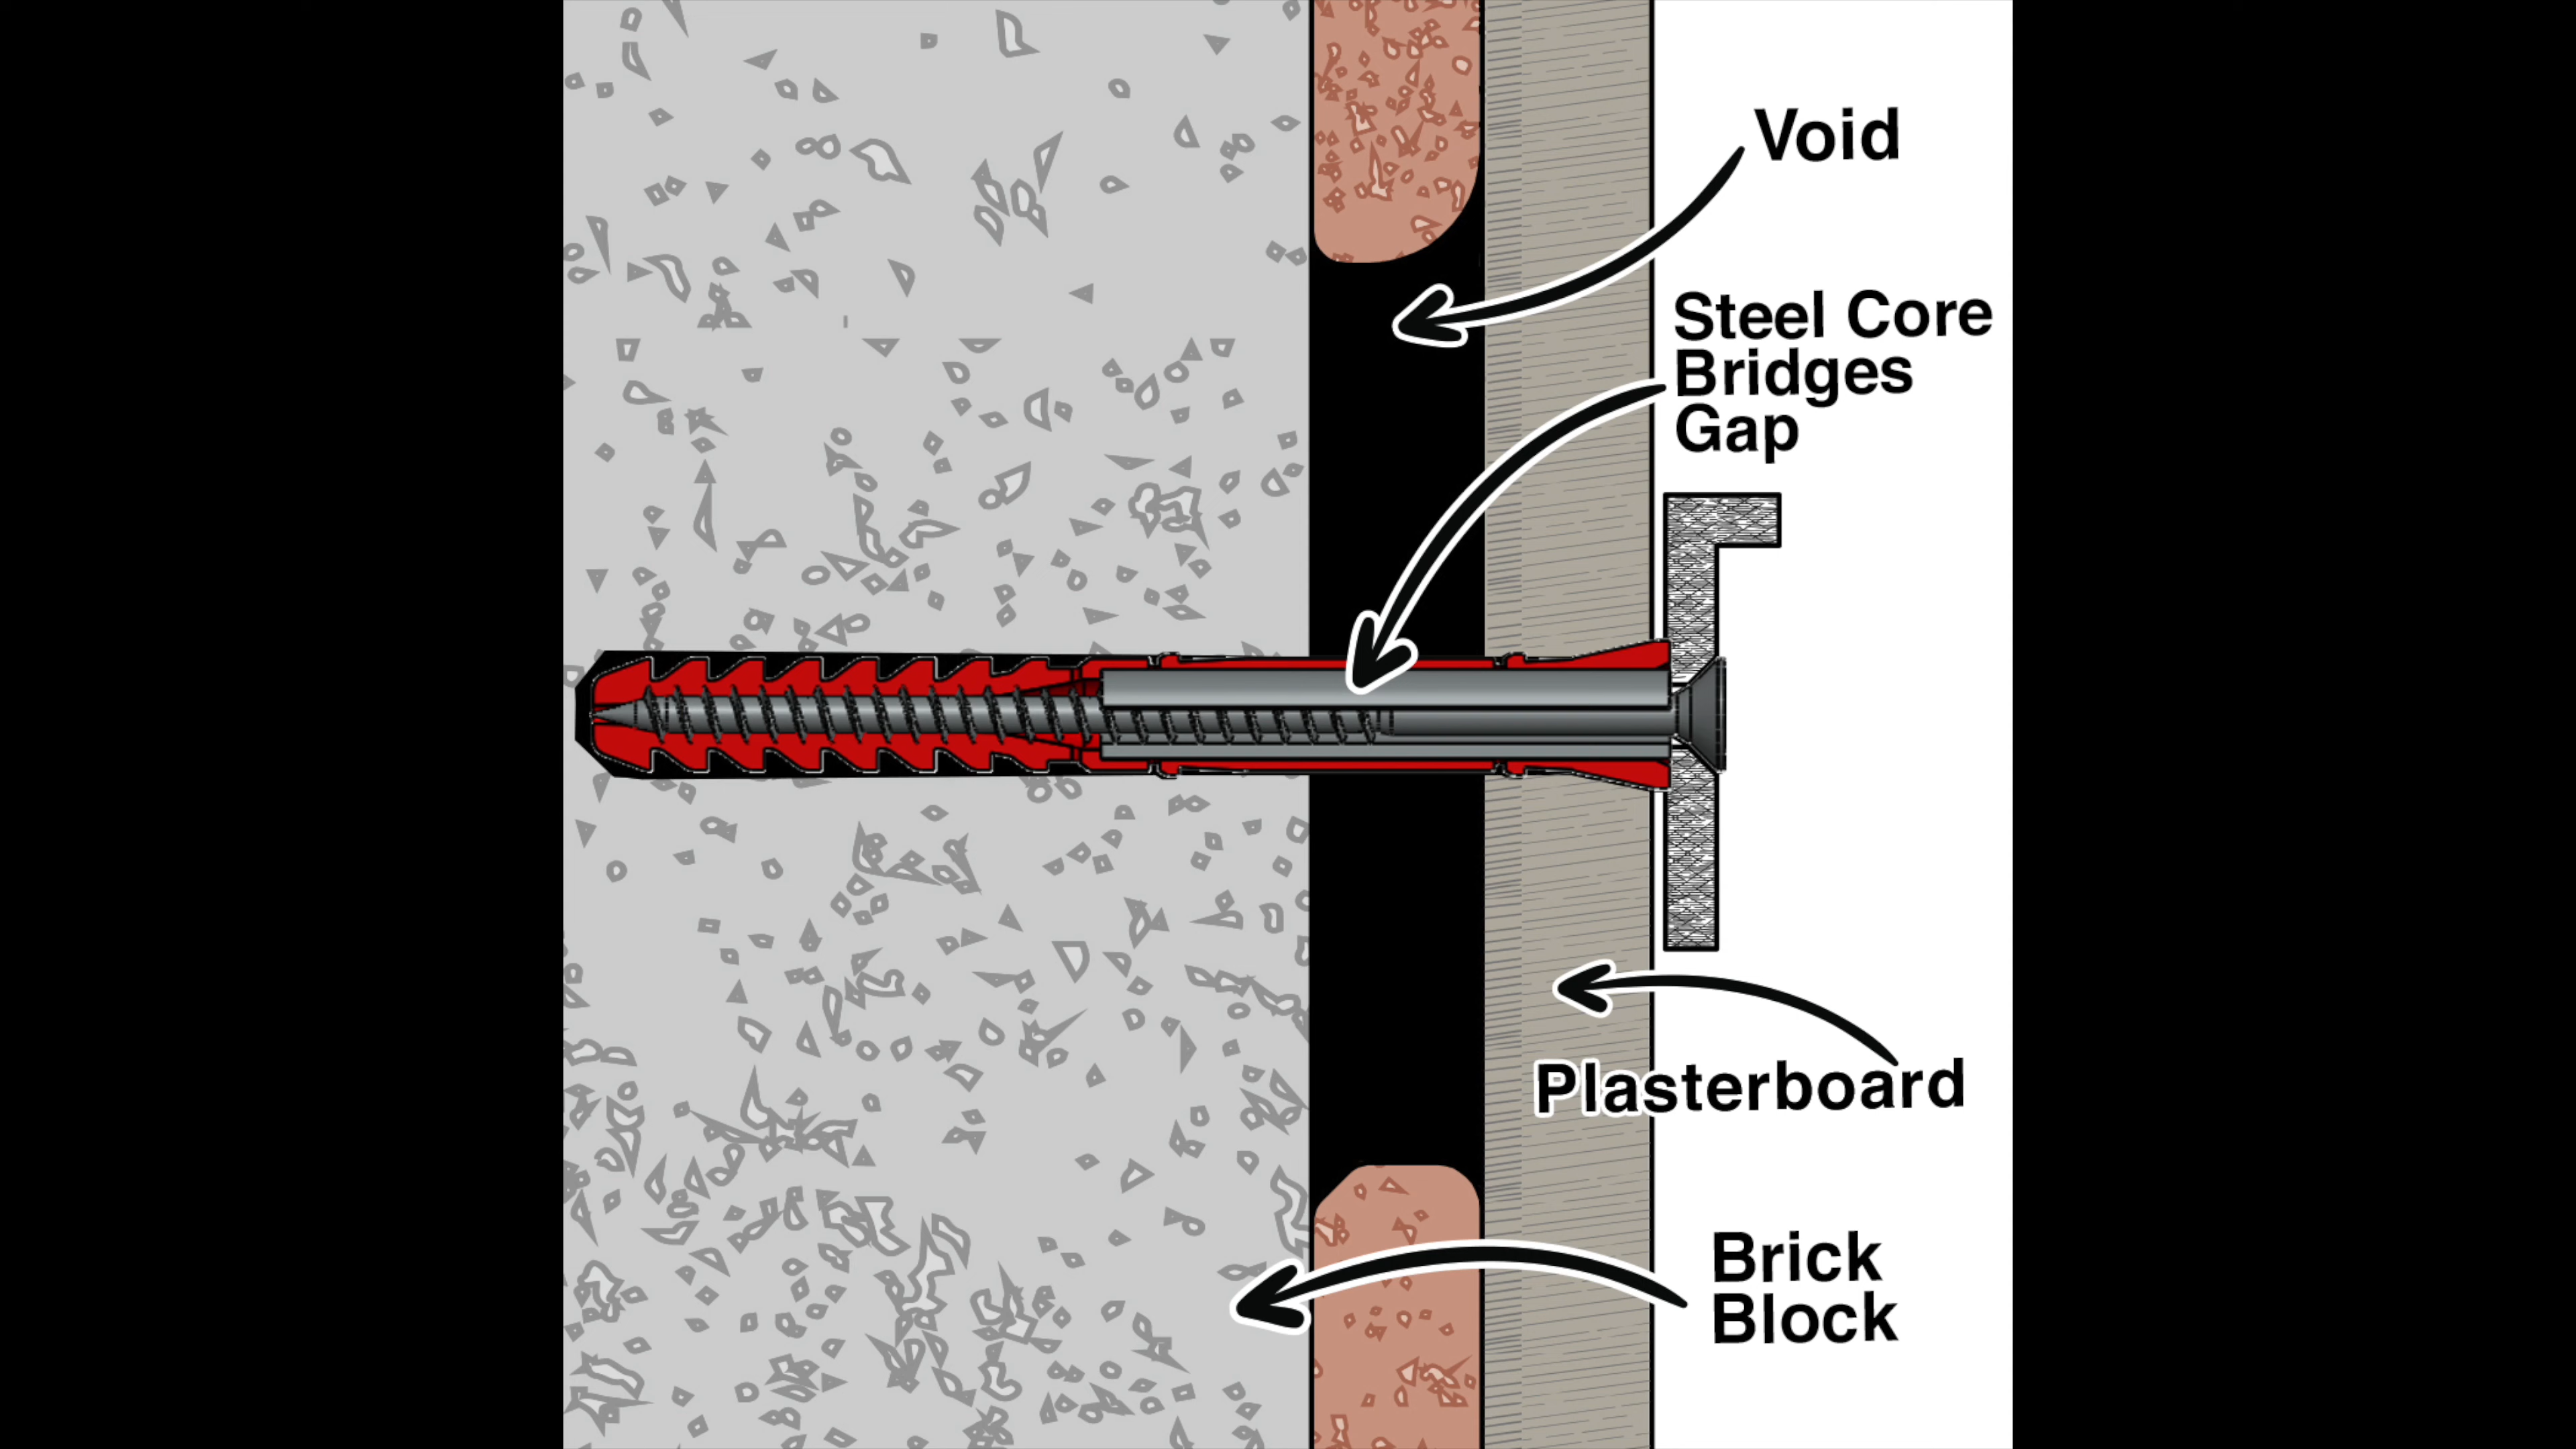 Void
Steel Core
Bridges
Gap
Plasterboard
Brick
Block